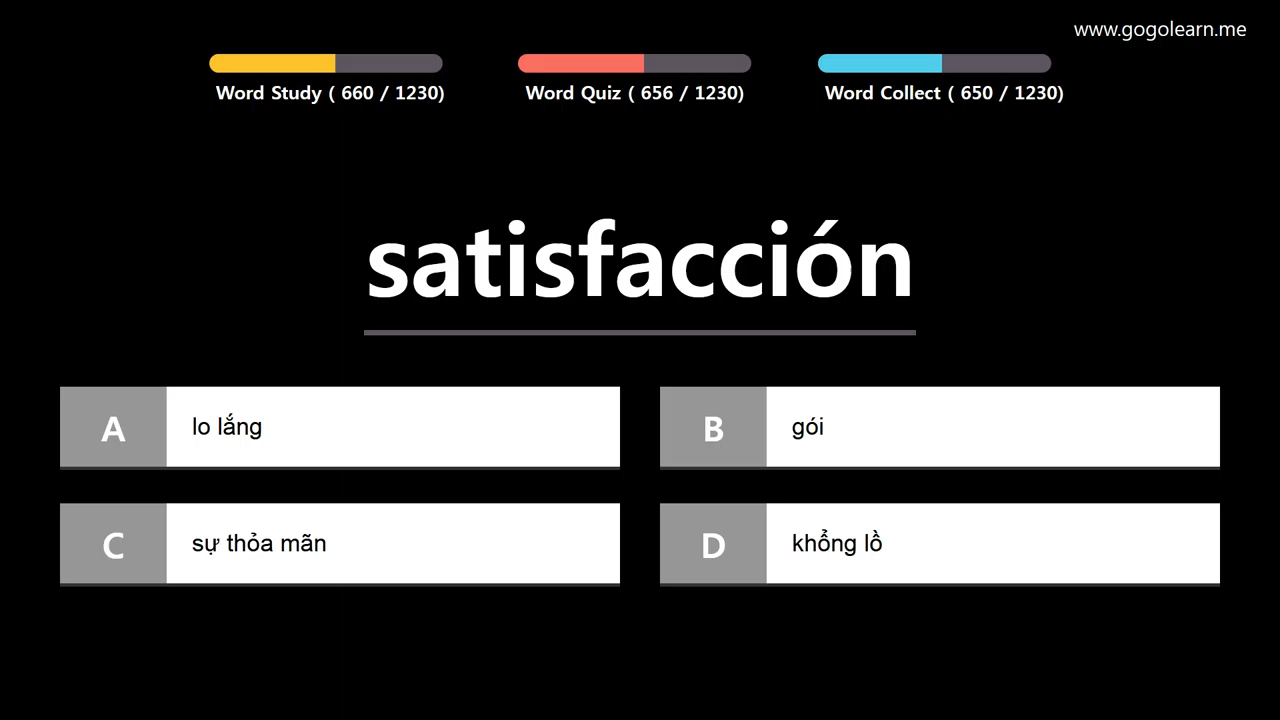 www.gogolearn.me
Word Study ( 660 / 1230)
Word Quiz ( 656 / 1230)
Word Collect ( 650 / 1230)
satisfacción
A lo lắng
B gói
C sự thỏa mãn
D khổng lồ